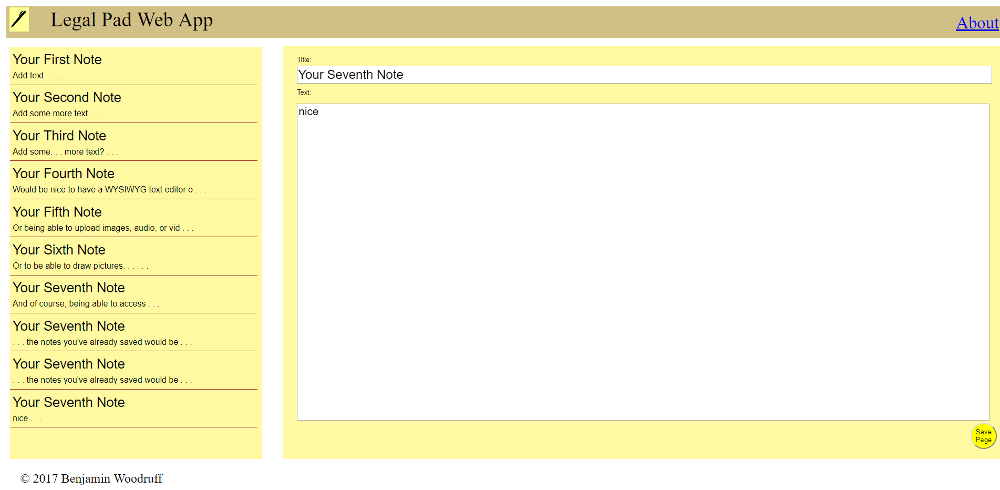 Legal Pad Web App
About
Your First Note
Add text . . .
Your Second Note
Add some more text . . .
Your Third Note
Add some. . . more text? . . .
Your Fourth Note
Would be nice to have a WYSIWYG text editor o . . .
Your Fifth Note
Or being able to upload images, audio, or vid . . .
Your Sixth Note
Or to be able to draw pictures. . . . . .
Your Seventh Note
And of course, being able to access . . .
Your Seventh Note
. . . the notes you've already saved would be . . .
Your Seventh Note
. . . the notes you've already saved would be . . .
Your Seventh Note
nice . . .
Title:
Your Seventh Note
Text:
nice
Save
Page
© 2017 Benjamin Woodruff